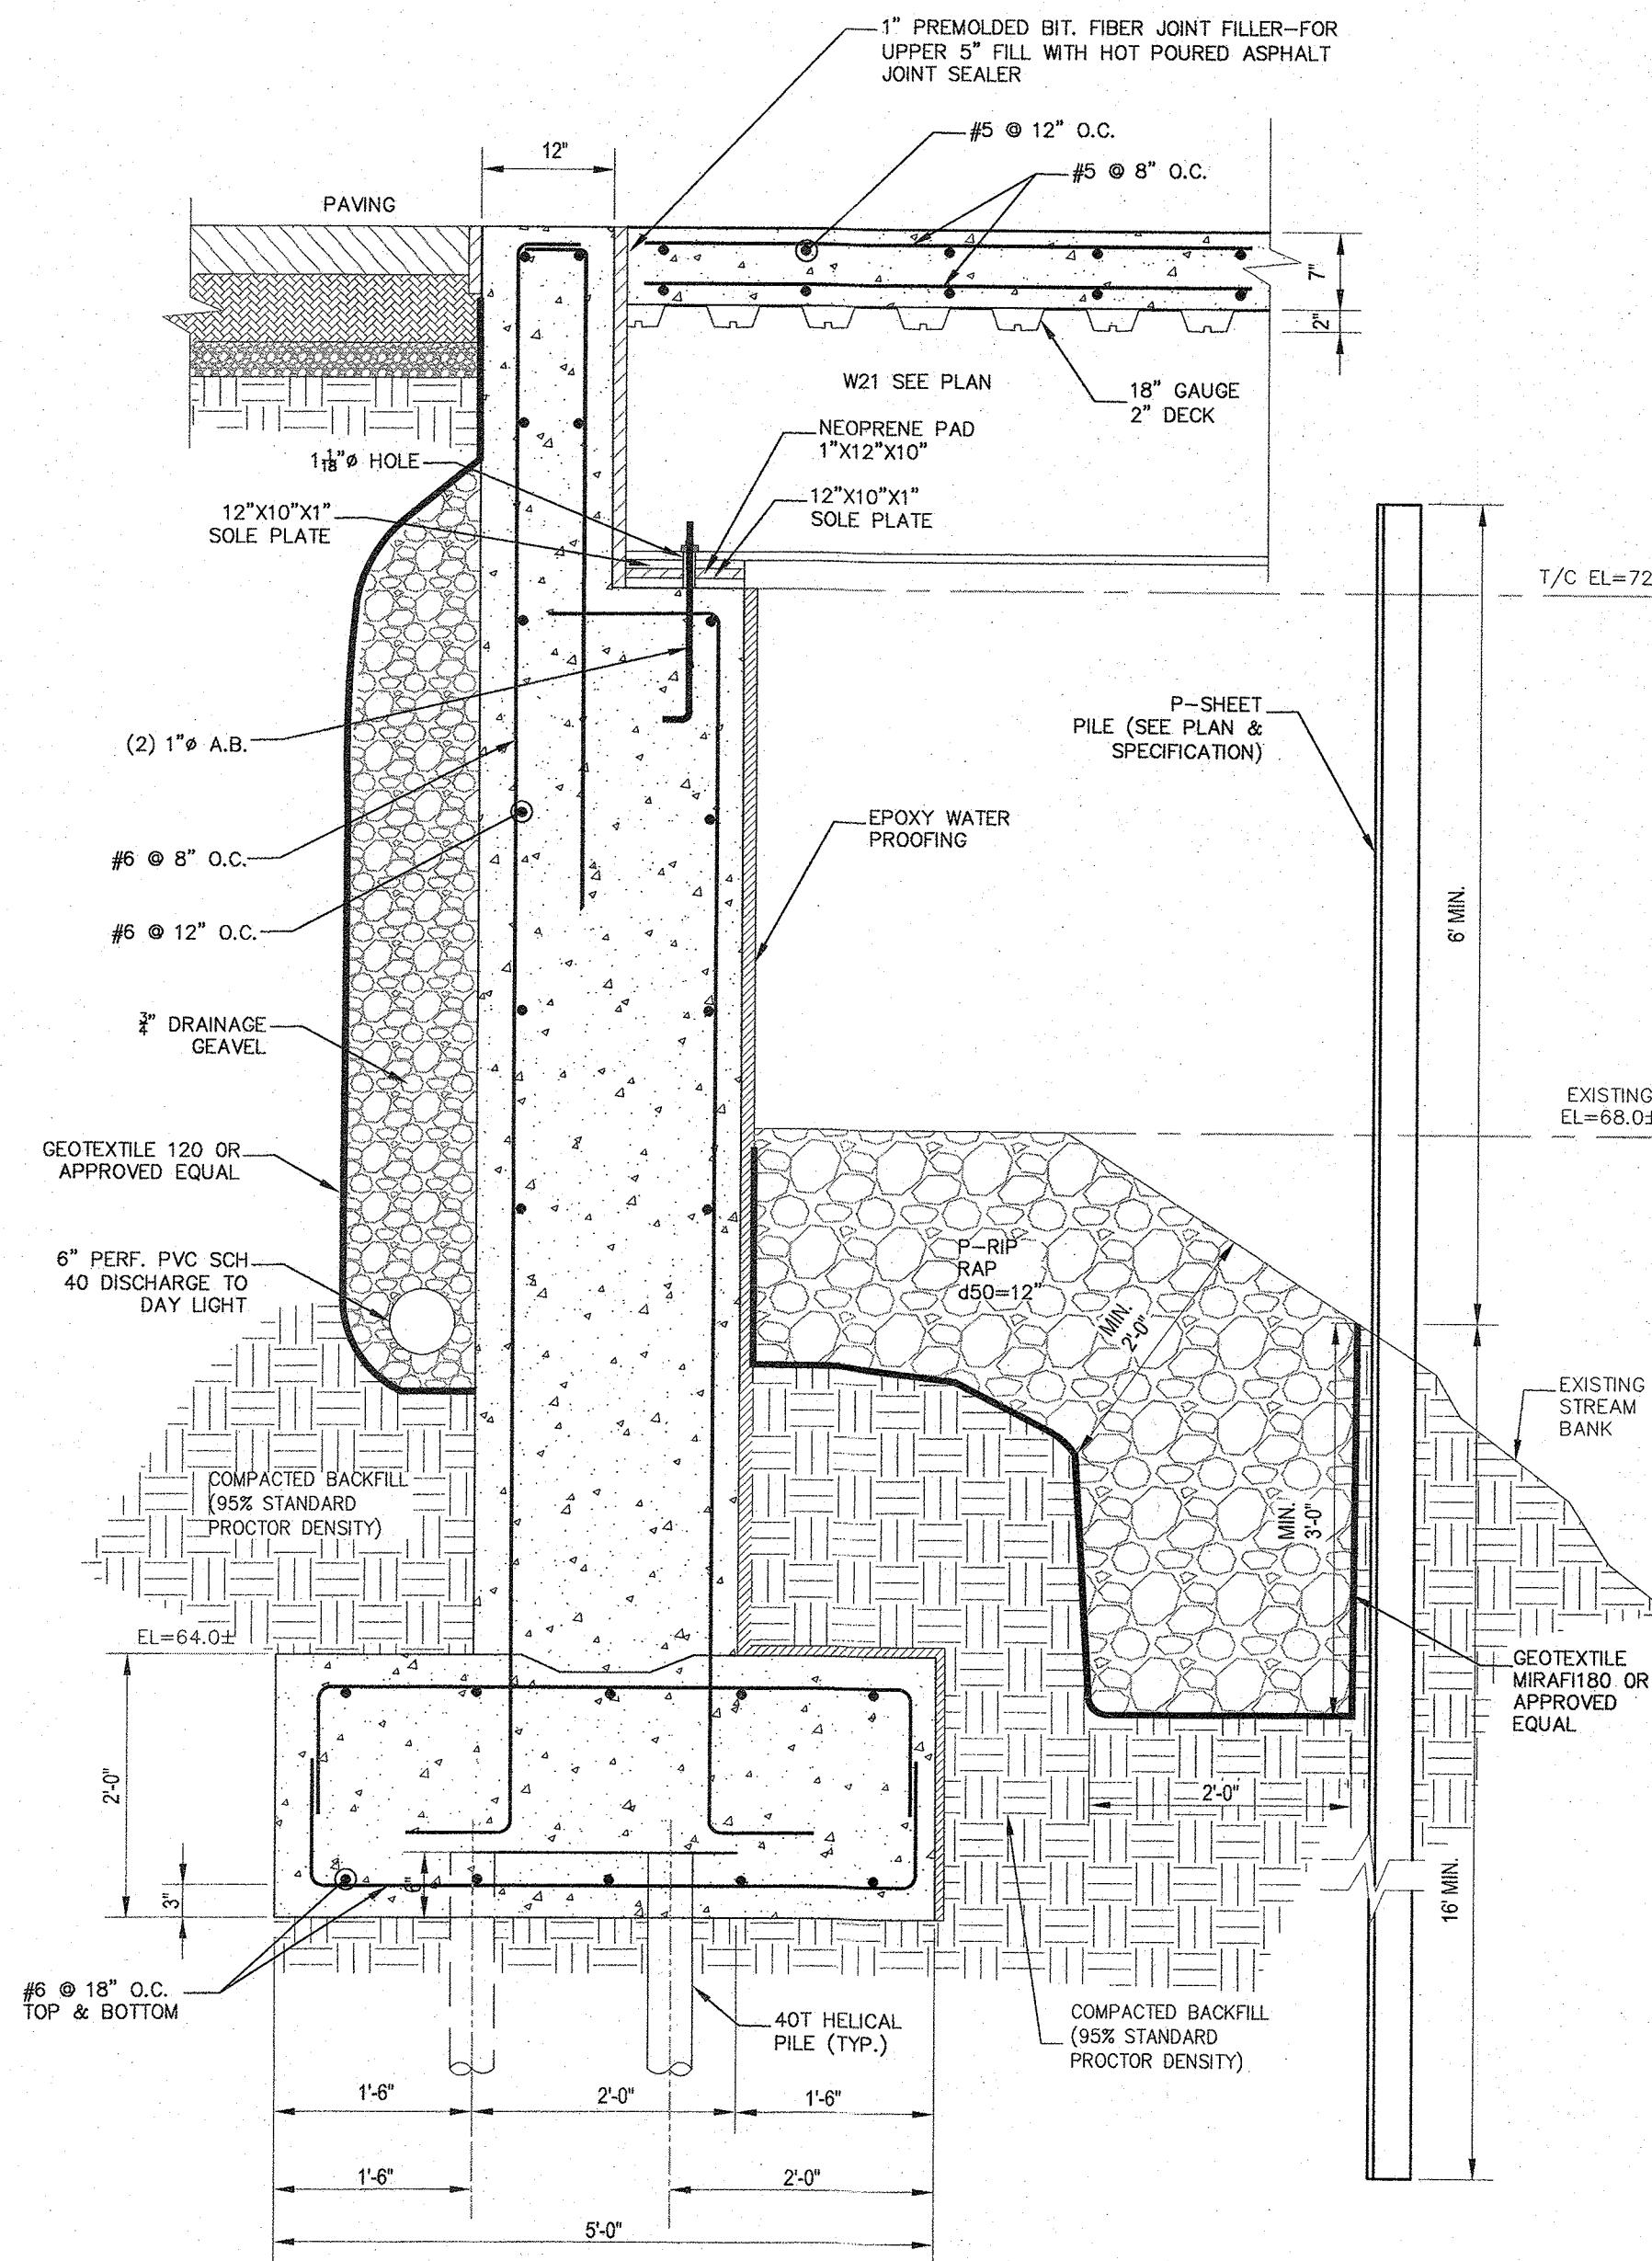 1" PREMOLDED BIT. FIBER JOINT FILLER-FOR
UPPER 5" FILL WITH HOT POURED ASPHALT
JOINT SEALER
#5 @ 12" O.C.
12"
#5 @ 8" O.C.
PAVING
7"
2"
W21 SEE PLAN
18" GAUGE
2" DECK
NEOPRENE PAD
1"X12"X10"
1 1/18"ø HOLE
12"X10"X1"
SOLE PLATE
12"X10"X1"
SOLE PLATE
T/C EL=72
P-SHEET
PILE (SEE PLAN &
SPECIFICATION)
(2) 1"ø A.B.
EPOXY WATER
PROOFING
#6 @ 8" O.C.
6' MIN.
#6 @ 12" O.C.
3/4" DRAINAGE
GEAVEL
EXISTING
EL=68.0±
GEOTEXTILE 120 OR
APPROVED EQUAL
P-RIP
RAP
d50=12"
6" PERF. PVC SCH
40 DISCHARGE TO
DAY LIGHT
MIN.
2'-0"
EXISTING
STREAM
BANK
COMPACTED BACKFILL
(95% STANDARD
PROCTOR DENSITY)
MIN.
3'-0"
EL=64.0±
GEOTEXTILE
MIRAFI180 OR
APPROVED
EQUAL
2'-0"
2'-0"
3"
16' MIN.
#6 @ 18" O.C.
TOP & BOTTOM
40T HELICAL
PILE (TYP.)
COMPACTED BACKFILL
(95% STANDARD
PROCTOR DENSITY)
1'-6"
2'-0"
1'-6"
1'-6"
2'-0"
5'-0"